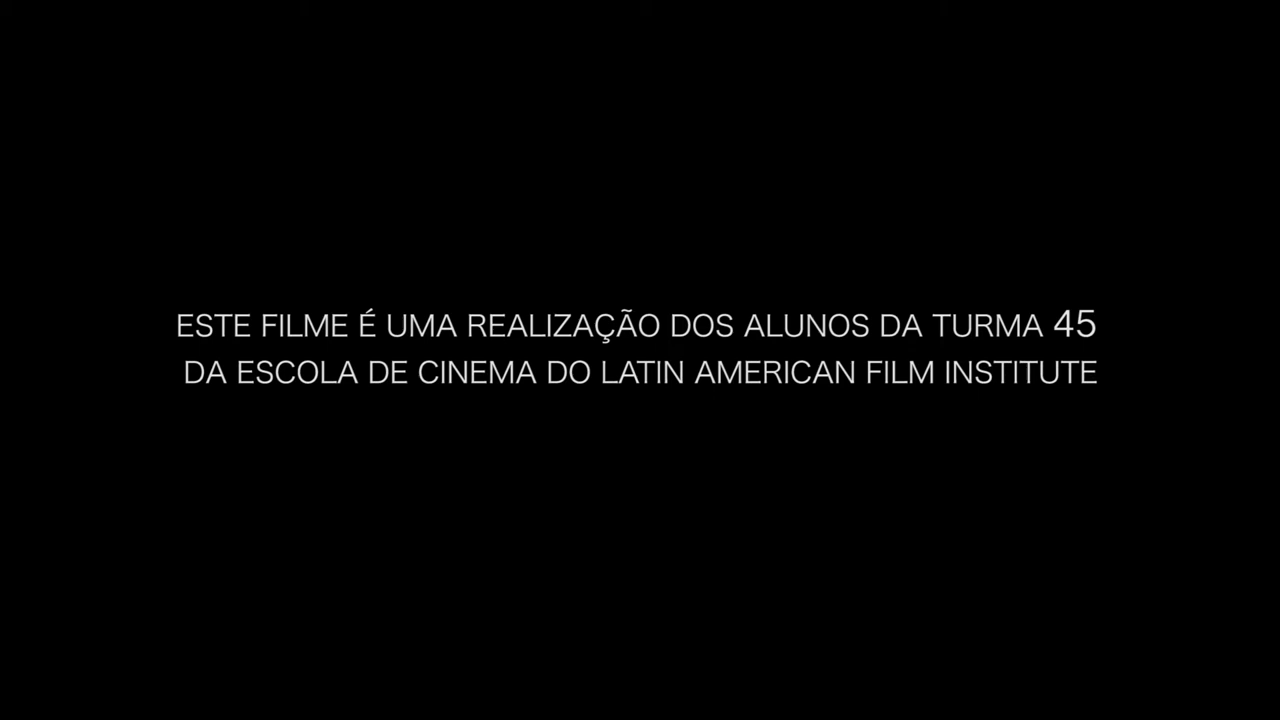 ESTE FILME É UMA REALIZAÇÃO DOS ALUNOS DA TURMA 45
DA ESCOLA DE CINEMA DO LATIN AMERICAN FILM INSTITUTE